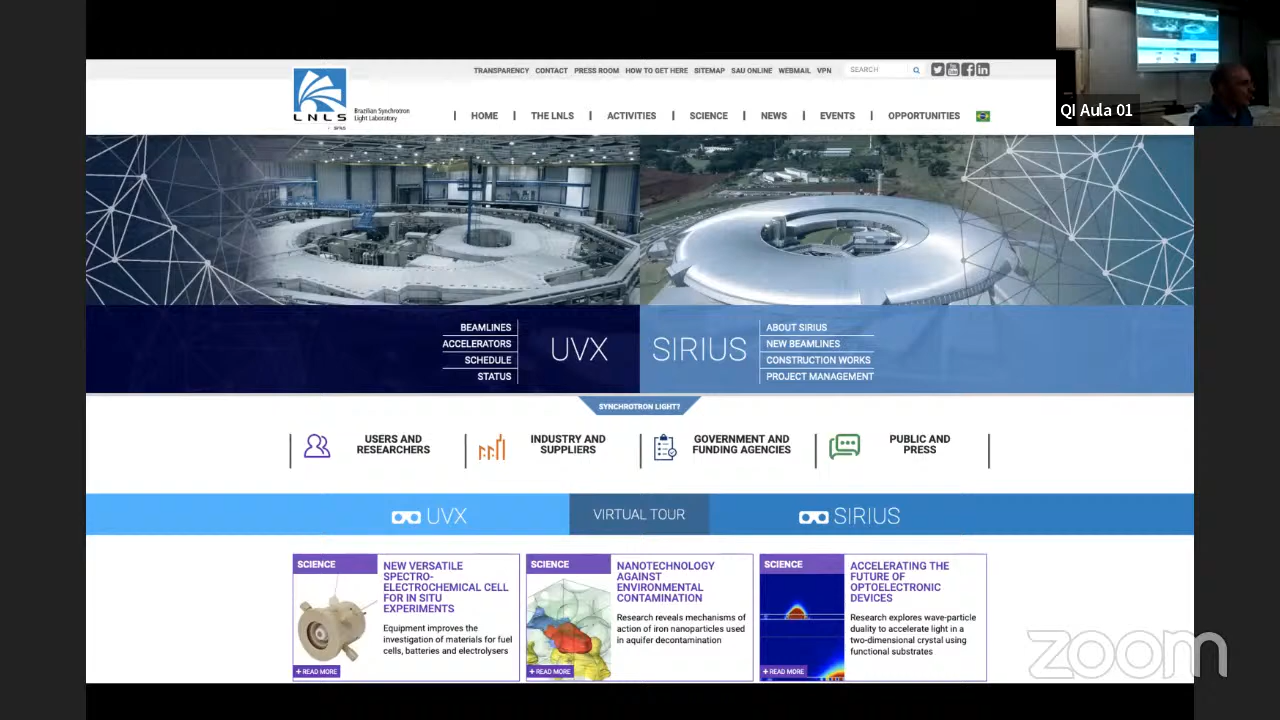 TRANSPARENCY CONTACT PRESS ROOM HOW TO GET HERE SITEMAP SAU ONLINE WEBMAIL VPN SEARCH
QI Aula 01
LNLS
Brazilian Synchrotron
Light Laboratory
HOME THE LNLS ACTIVITIES SCIENCE NEWS EVENTS OPPORTUNITIES
BEAMLINES
ACCELERATORS
SCHEDULE
STATUS
UVX
SIRIUS
ABOUT SIRIUS
NEW BEAMLINES
CONSTRUCTION WORKS
PROJECT MANAGEMENT
SYNCHROTRON LIGHT?
USERS AND
RESEARCHERS
INDUSTRY AND
SUPPLIERS
GOVERNMENT AND
FUNDING AGENCIES
PUBLIC AND
PRESS
UVX
VIRTUAL TOUR
SIRIUS
SCIENCE
NEW VERSATILE
SPECTRO-
ELECTROCHEMICAL CELL
FOR IN SITU
EXPERIMENTS
Equipment improves the
investigation of materials for fuel
cells, batteries and electrolysers
+ READ MORE
SCIENCE
NANOTECHNOLOGY
AGAINST
ENVIRONMENTAL
CONTAMINATION
Research reveals mechanisms of
action of iron nanoparticles used
in aquifer decontamination
+ READ MORE
SCIENCE
ACCELERATING THE
FUTURE OF
OPTOELECTRONIC
DEVICES
Research explores wave-particle
duality to accelerate light in a
two-dimensional crystal using
functional substrates
+ READ MORE
zoom